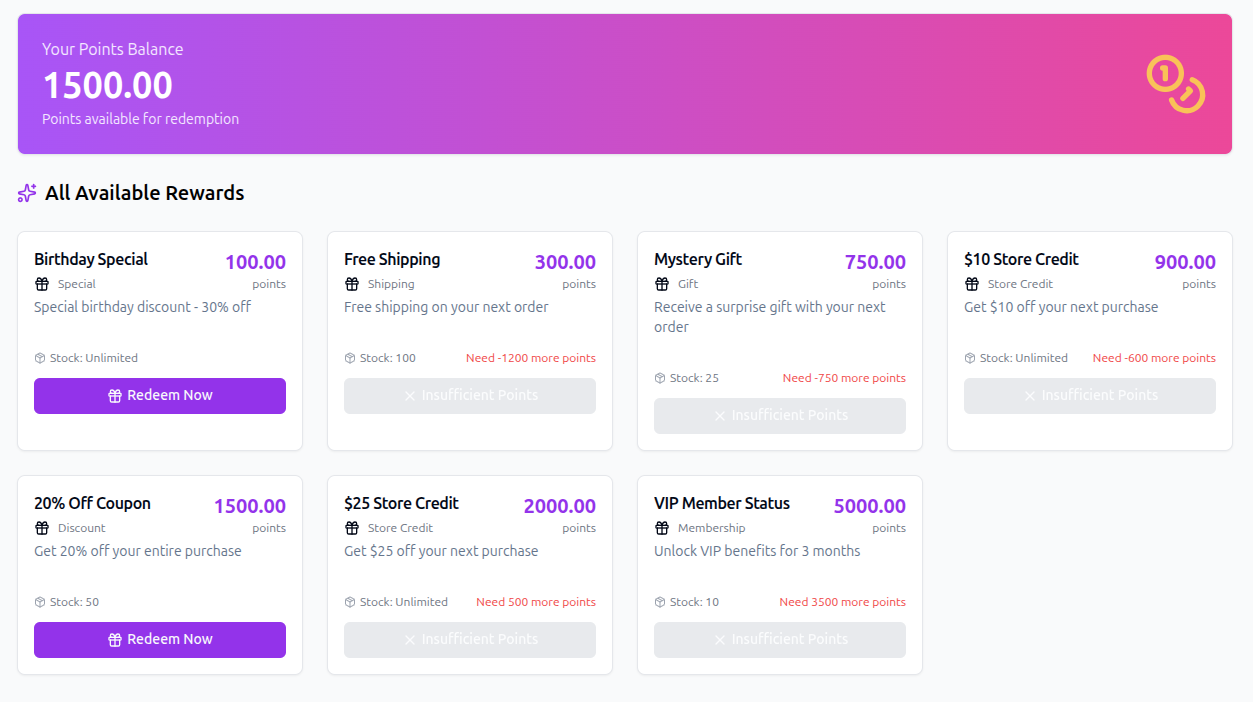 Your Points Balance
1500.00
Points available for redemption
All Available Rewards
Birthday Special
100.00
Special
points
Special birthday discount - 30% off
Stock: Unlimited
Redeem Now
Free Shipping
300.00
Shipping
points
Free shipping on your next order
Stock: 100
Need -1200 more points
Insufficient Points
Mystery Gift
750.00
Gift
points
Receive a surprise gift with your next
order
Stock: 25
Need -750 more points
Insufficient Points
$10 Store Credit
900.00
Store Credit
points
Get $10 off your next purchase
Stock: Unlimited
Need -600 more points
Insufficient Points
20% Off Coupon
1500.00
Discount
points
Get 20% off your entire purchase
Stock: 50
Redeem Now
$25 Store Credit
2000.00
Store Credit
points
Get $25 off your next purchase
Stock: Unlimited
Need 500 more points
Insufficient Points
VIP Member Status
5000.00
Membership
points
Unlock VIP benefits for 3 months
Stock: 10
Need 3500 more points
Insufficient Points